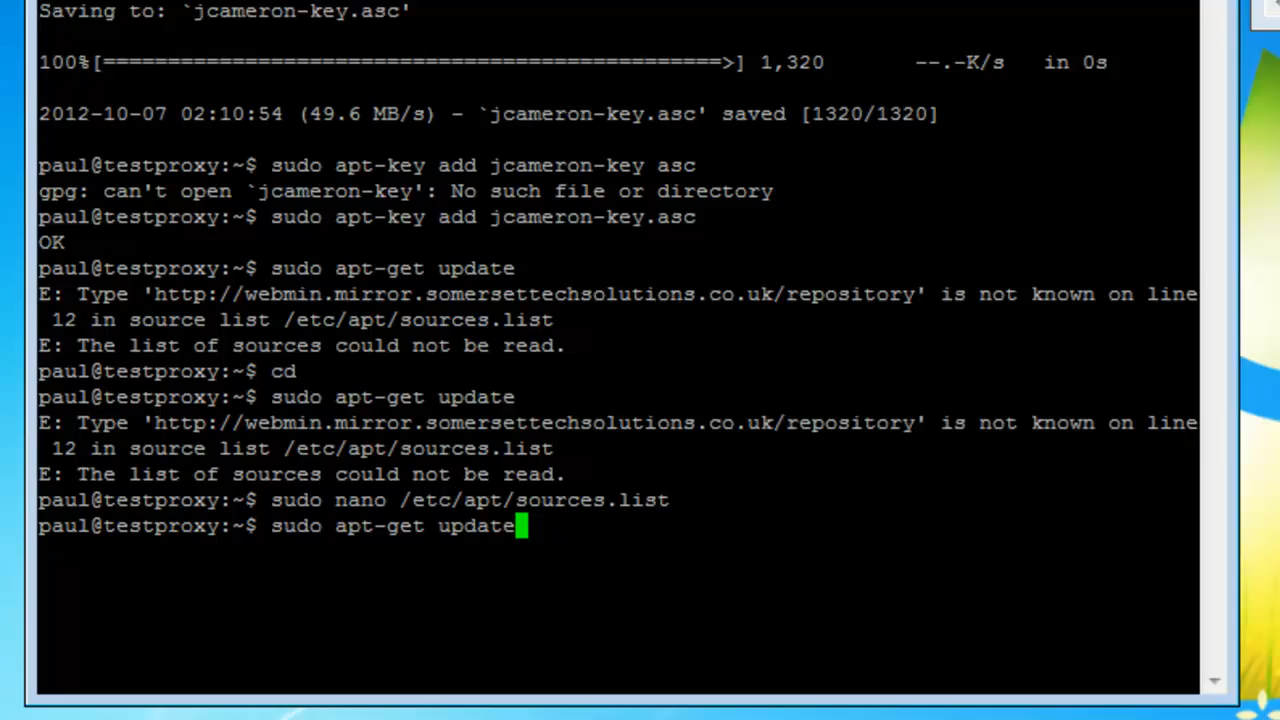 Saving to: `jcameron-key.asc'
100%[================================================>] 1,320       --.-K/s   in 0s
2012-10-07 02:10:54 (49.6 MB/s) - `jcameron-key.asc' saved [1320/1320]
paul@testproxy:~$ sudo apt-key add jcameron-key asc
gpg: can't open `jcameron-key': No such file or directory
paul@testproxy:~$ sudo apt-key add jcameron-key.asc
OK
paul@testproxy:~$ sudo apt-get update
E: Type 'http://webmin.mirror.somersettechsolutions.co.uk/repository' is not known on line
 12 in source list /etc/apt/sources.list
E: The list of sources could not be read.
paul@testproxy:~$ cd
paul@testproxy:~$ sudo apt-get update
E: Type 'http://webmin.mirror.somersettechsolutions.co.uk/repository' is not known on line
 12 in source list /etc/apt/sources.list
E: The list of sources could not be read.
paul@testproxy:~$ sudo nano /etc/apt/sources.list
paul@testproxy:~$ sudo apt-get update